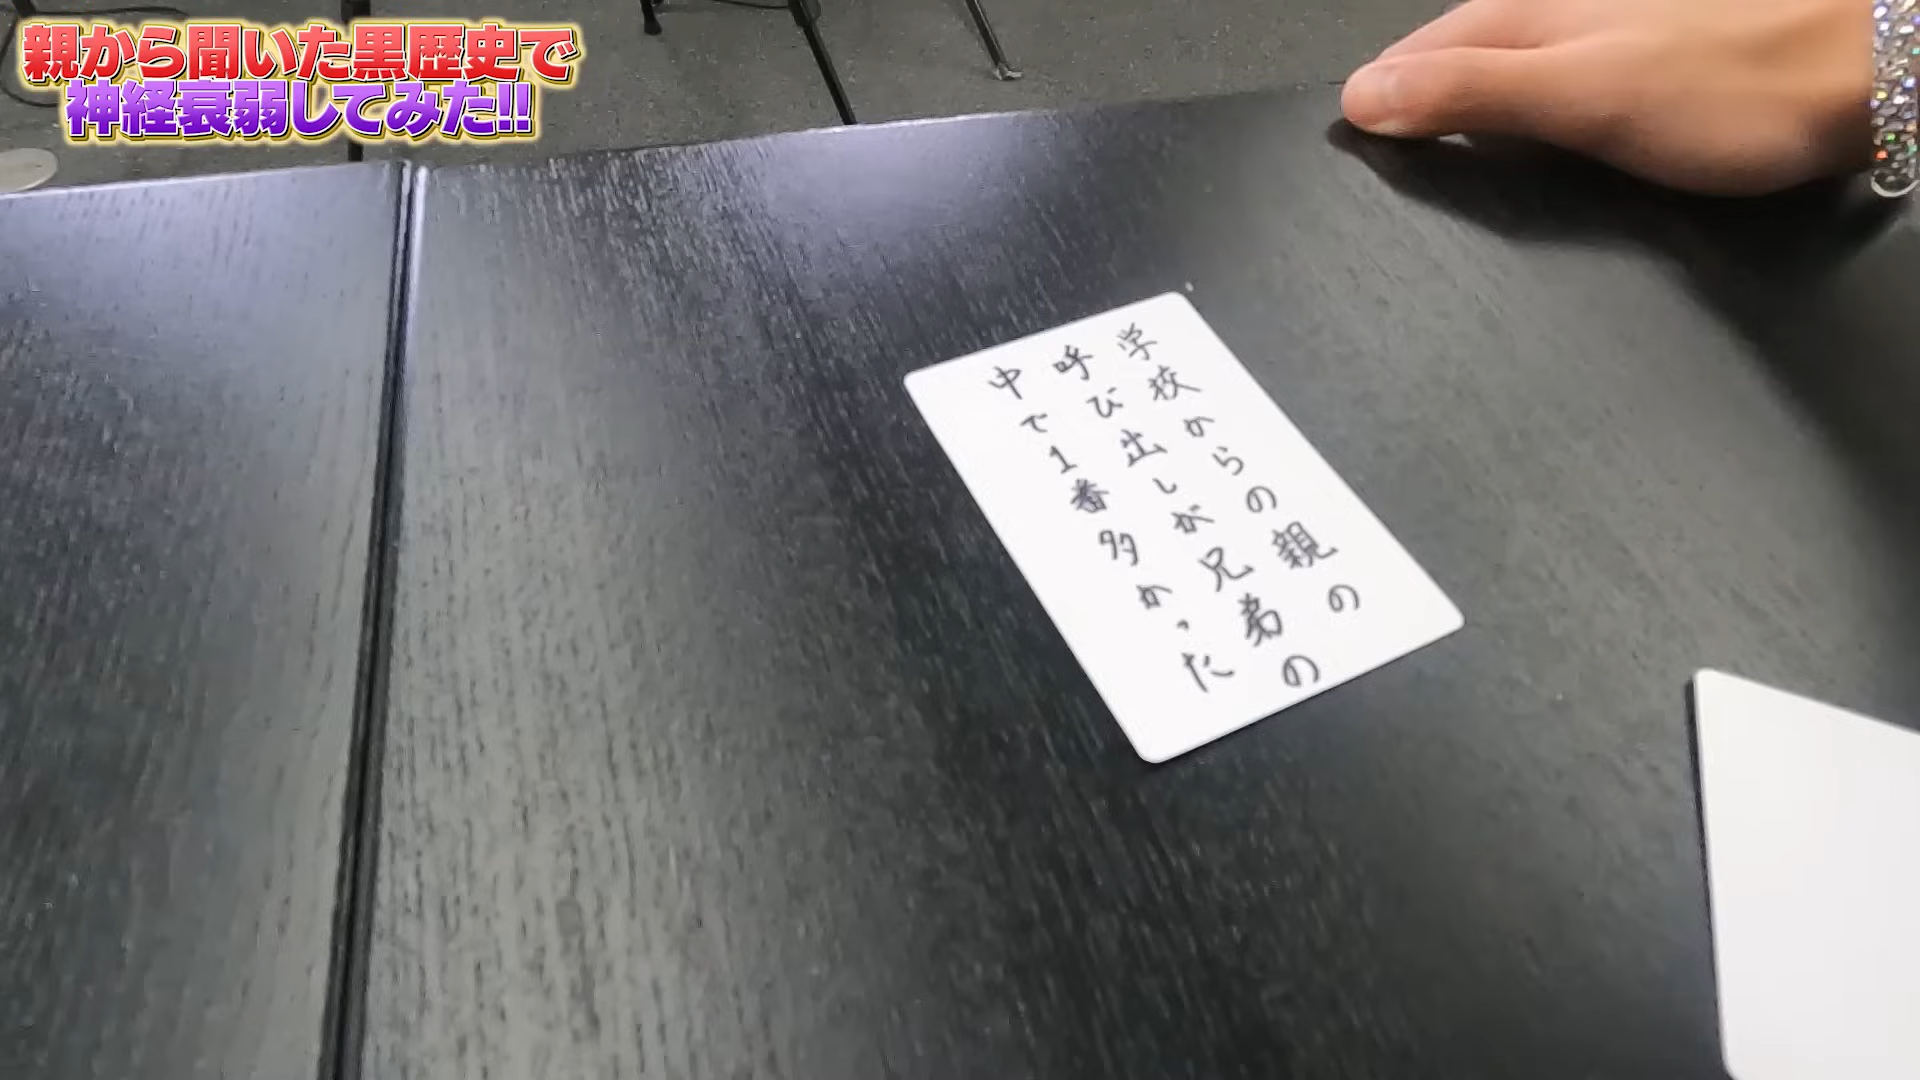 親から聞いた黒歴史で
神経衰弱してみた!!
学校からの親の
呼び出しが兄弟の
中で1番多かった